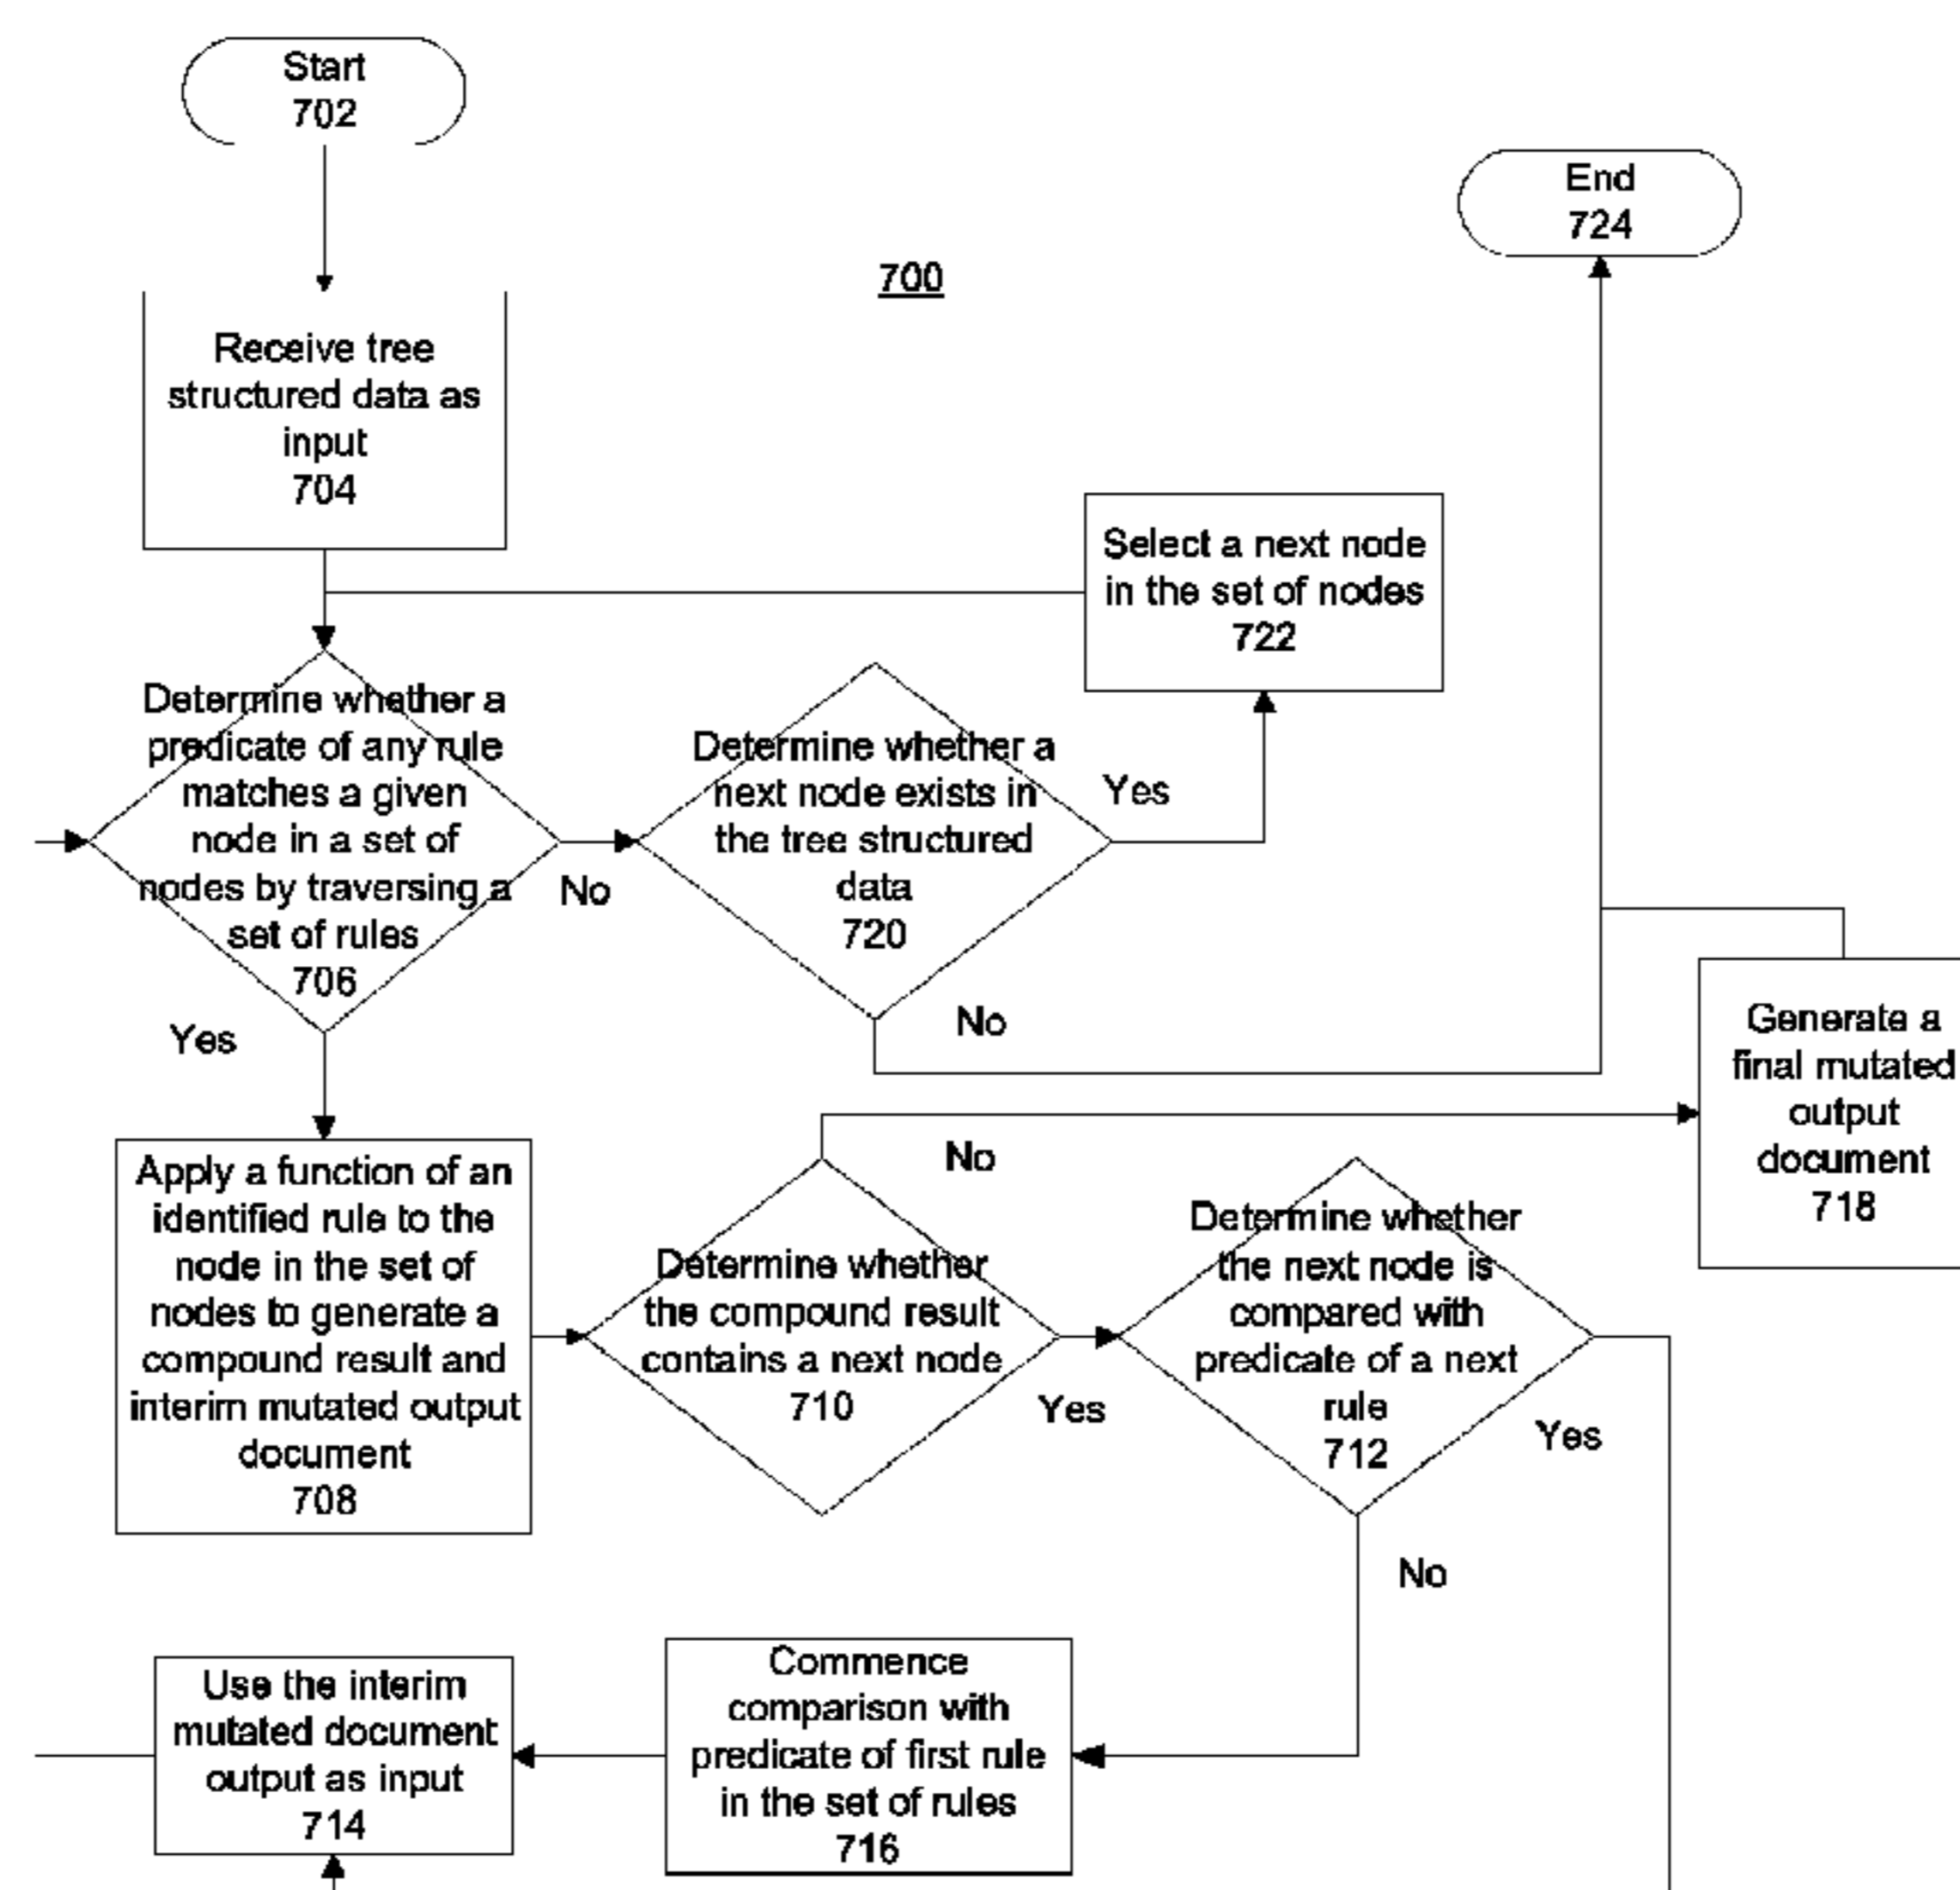 Start
702
End
724
700
Receive tree
structured data as
input
704
Select a next node
in the set of nodes
722
Determine whether a
predicate of any rule
matches a given
node in a set of
nodes by traversing a
set of rules
706
Determine whether a
next node exists in
the tree structured
data
720
Yes
No
No
Yes
Generate a
final mutated
output
document
718
Apply a function of an
identified rule to the
node in the set of
nodes to generate a
compound result and
interim mutated output
document
708
No
Determine whether
the compound result
contains a next node
710
Yes
Determine whether
the next node is
compared with
predicate of a next
rule
712
Yes
No
Use the interim
mutated document
output as input
714
Commence
comparison with
predicate of first rule
in the set of rules
716